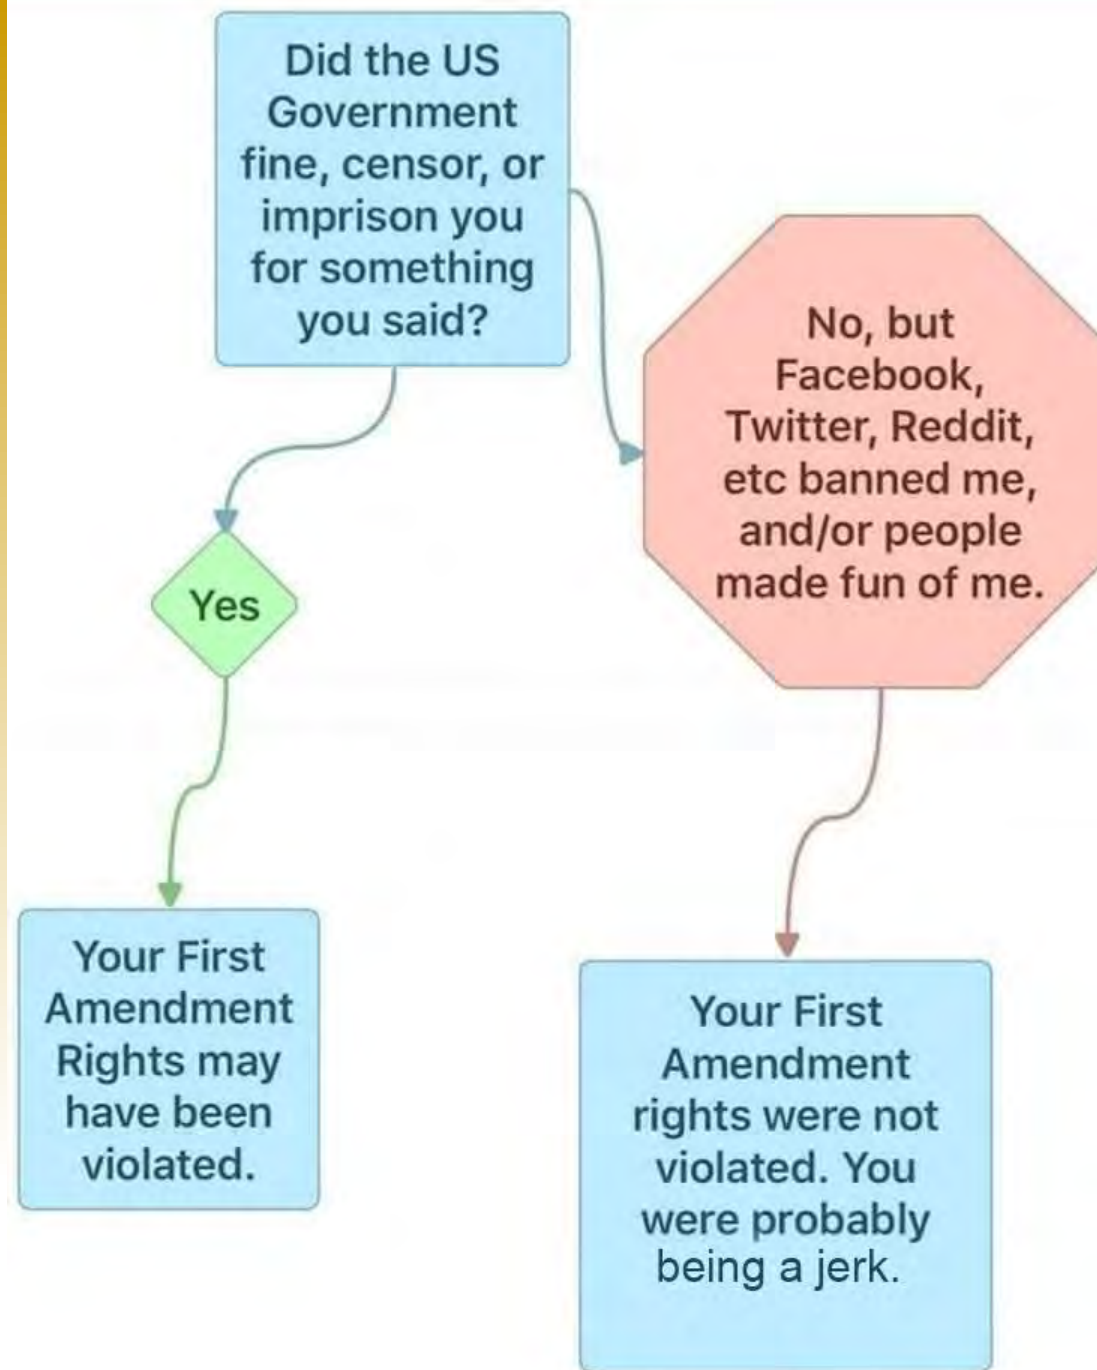 Did the US
Government
fine, censor, or
imprison you
for something
you said?
No, but
Facebook,
Twitter, Reddit,
etc banned me,
and/or people
made fun of me.
Yes
Your First
Amendment
Rights may
have been
violated.
Your First
Amendment
rights were not
violated. You
were probably
being a jerk.